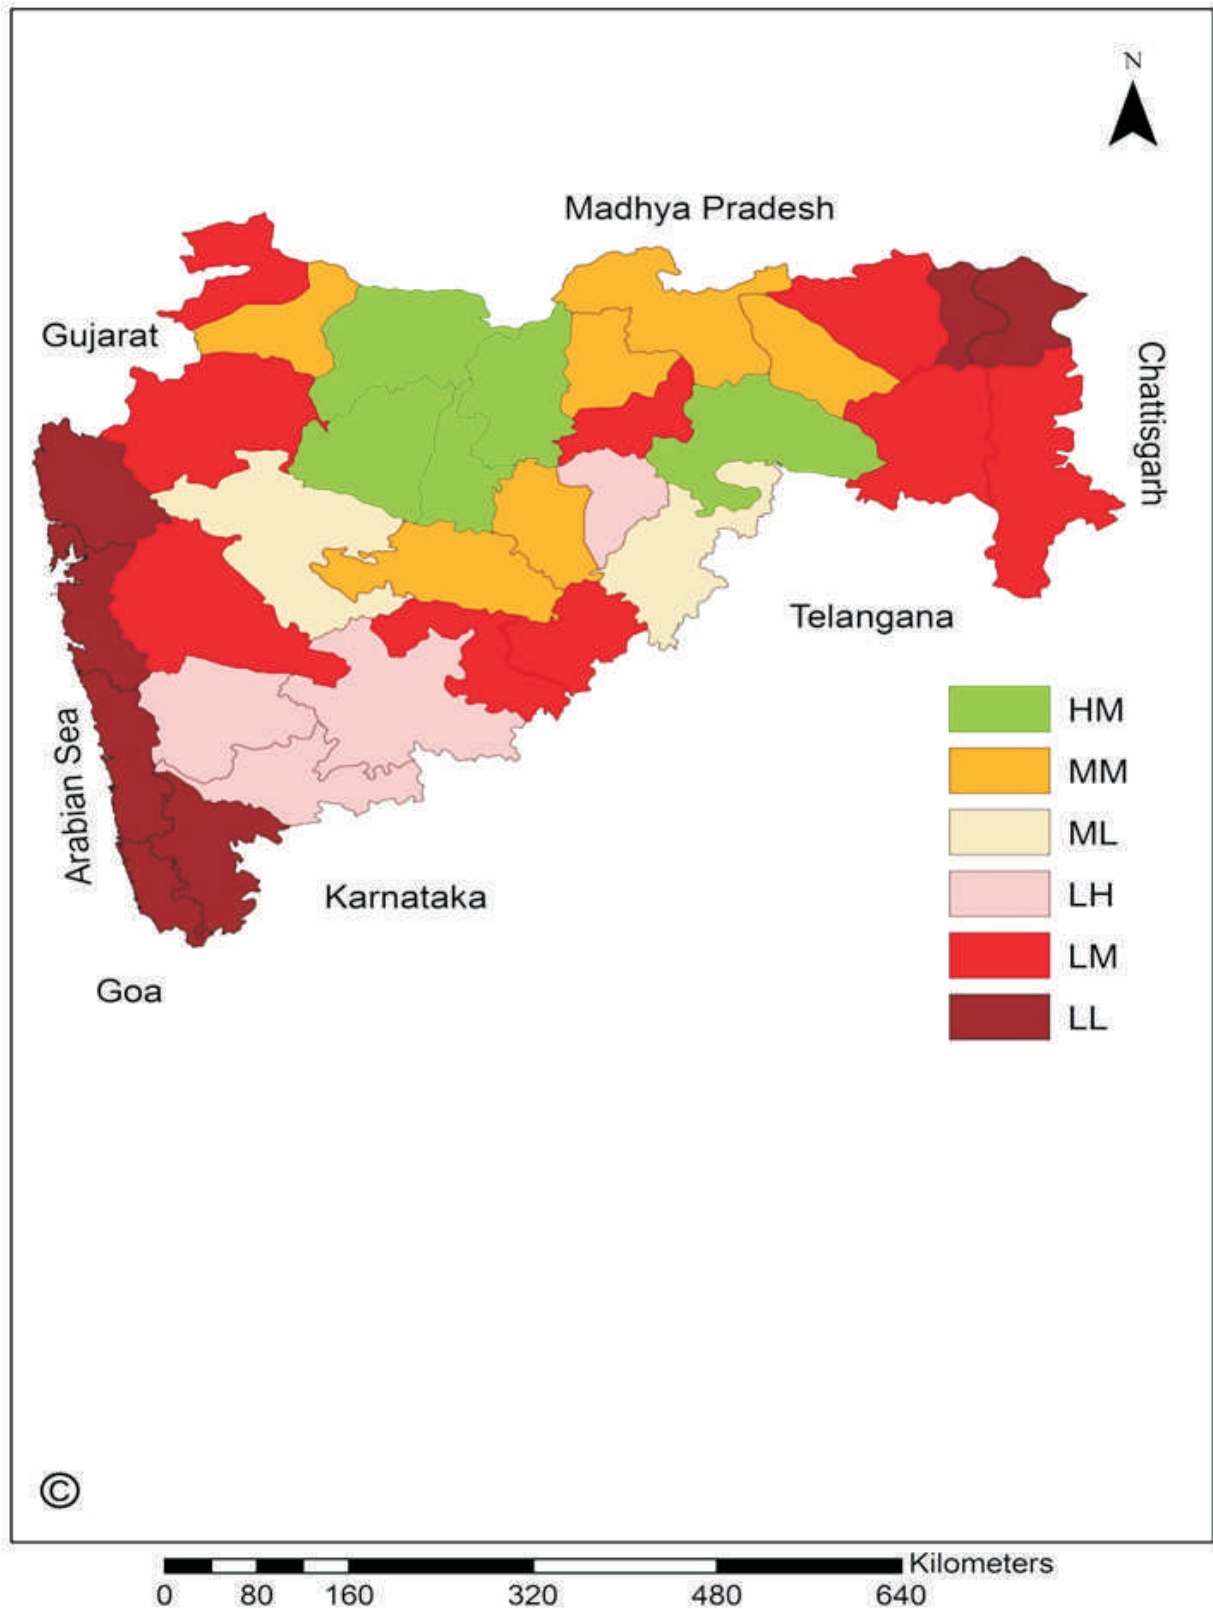 N
Madhya Pradesh
Gujarat
Chattisgarh
Telangana
Arabian Sea
Karnataka
Goa
HM
MM
ML
LH
LM
LL
©
Kilometers
0 80 160 320 480 640